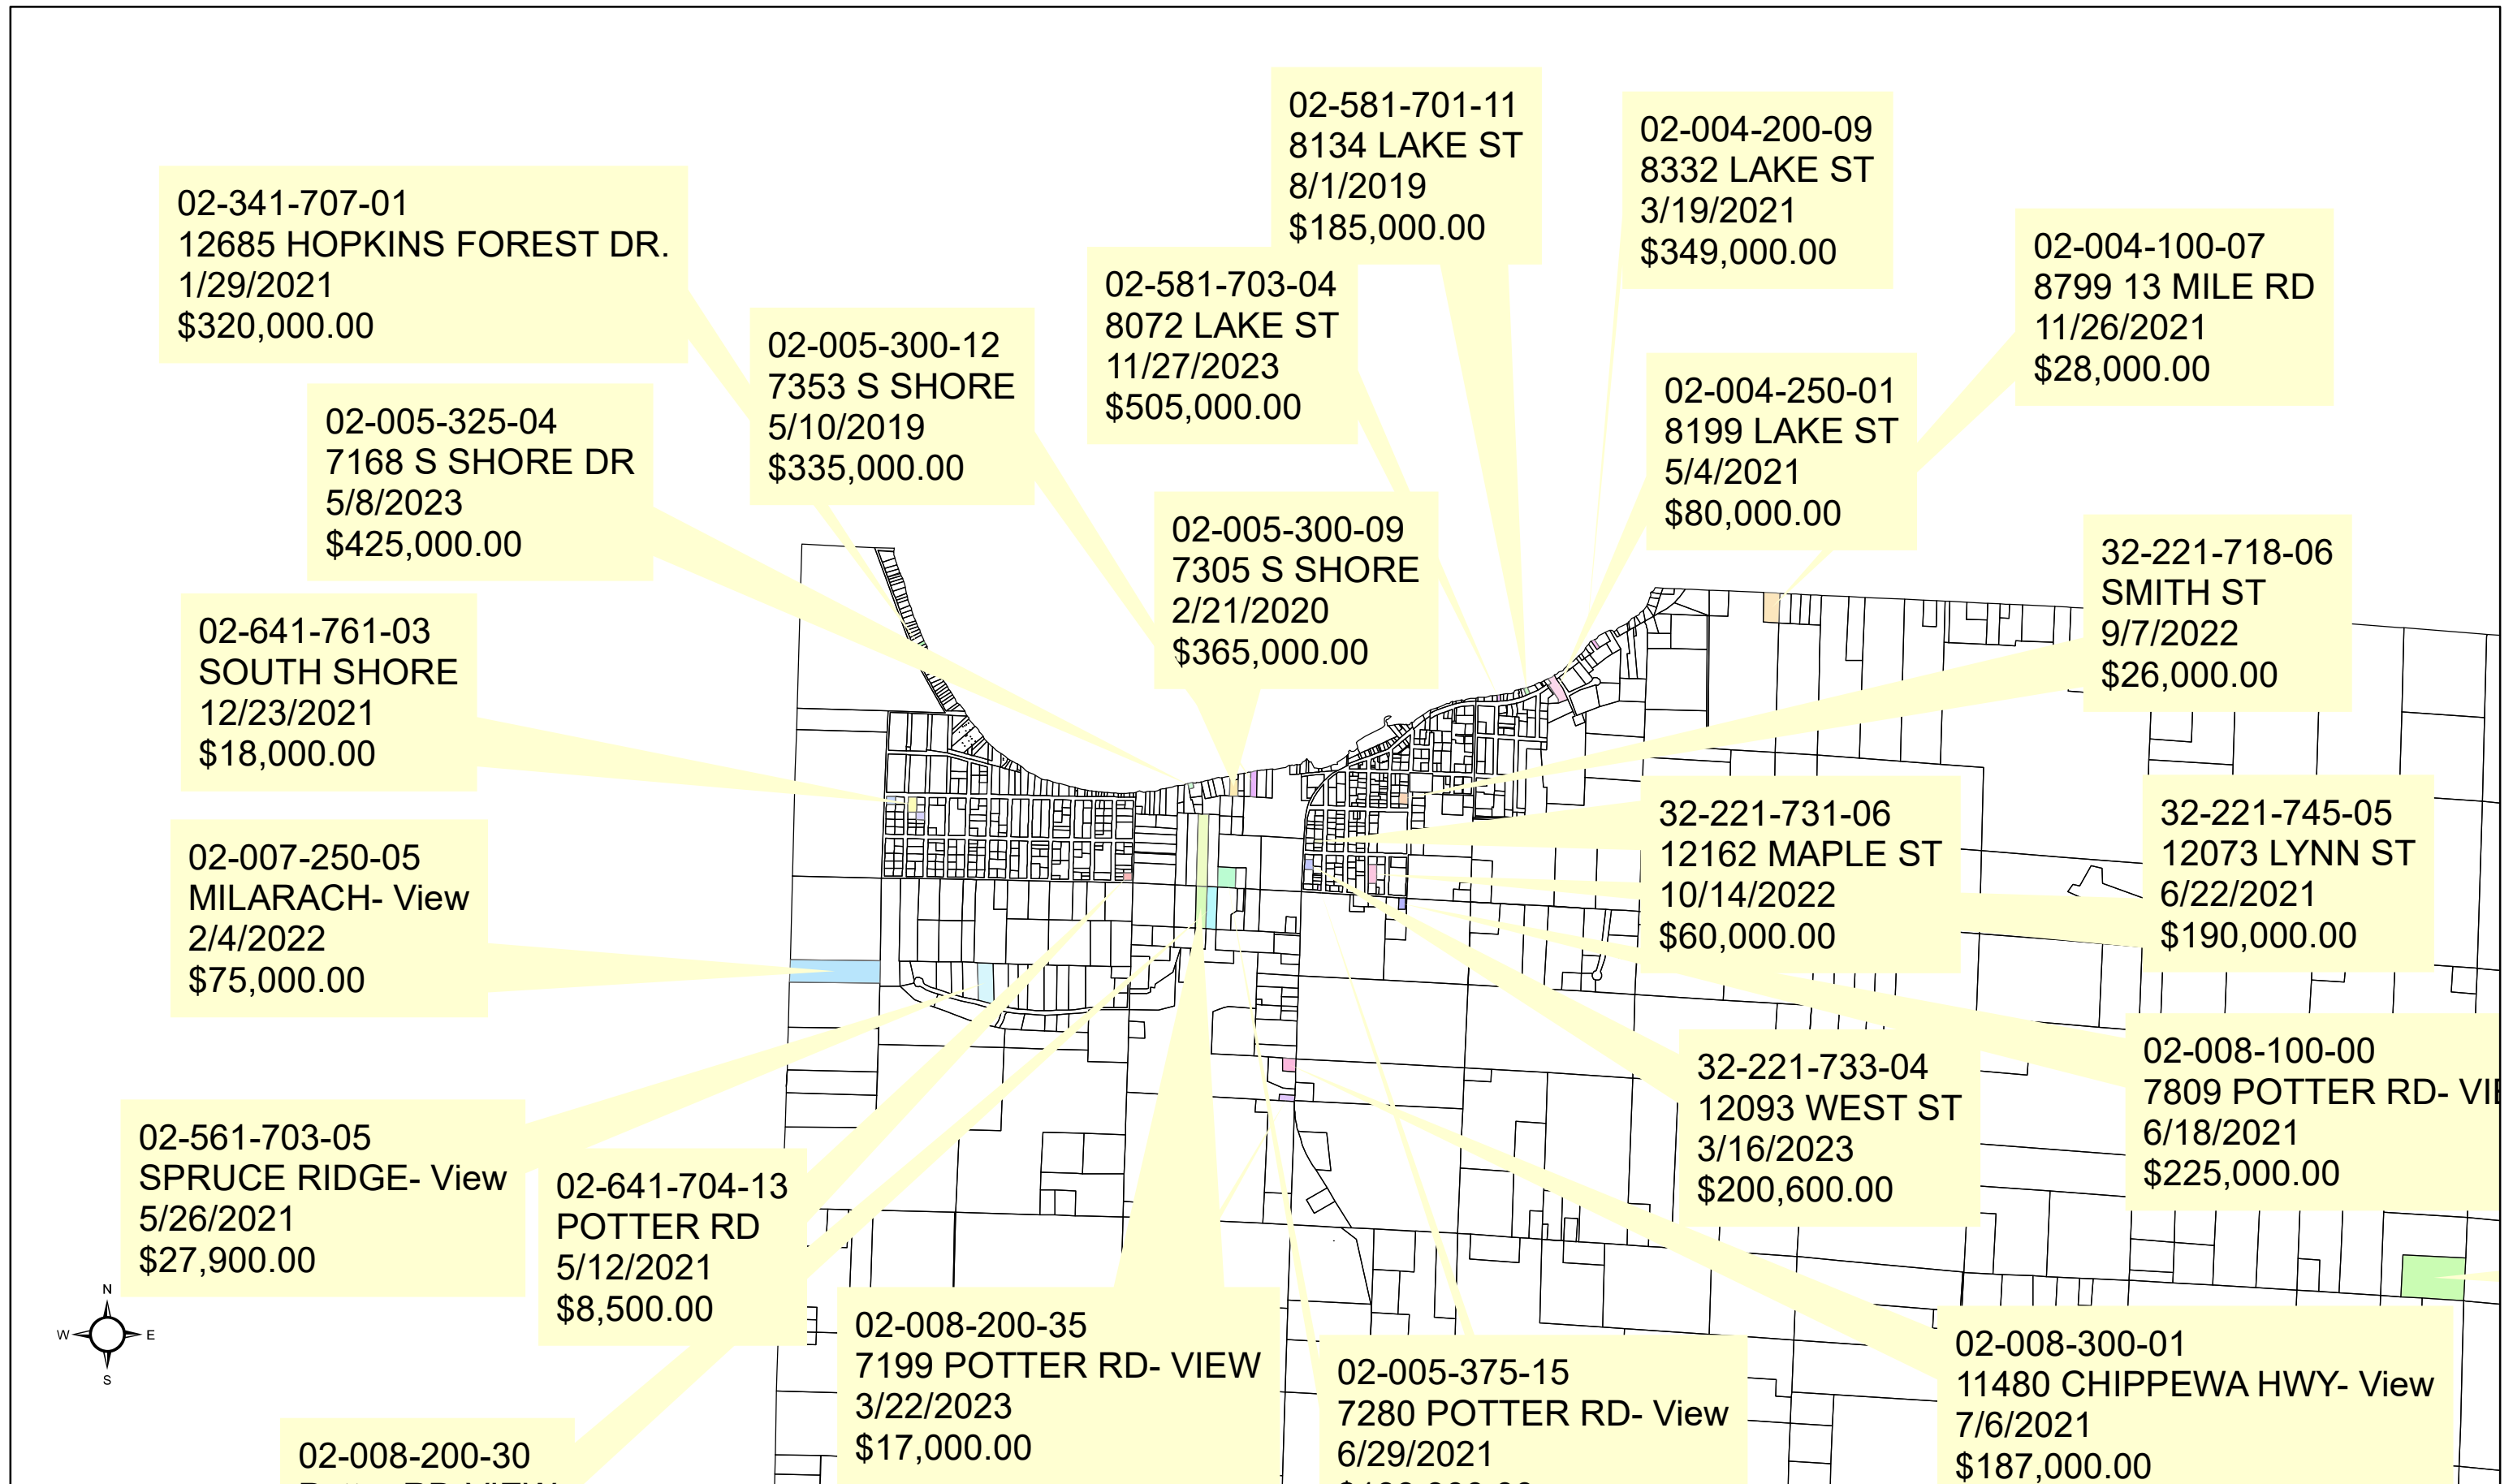 02-581-701-11
8134 LAKE ST
8/1/2019
$185,000.00
02-004-200-09
8332 LAKE ST
3/19/2021
$349,000.00
02-341-707-01
12685 HOPKINS FOREST DR.
1/29/2021
$320,000.00
02-004-100-07
8799 13 MILE RD
11/26/2021
$28,000.00
02-581-703-04
8072 LAKE ST
11/27/2023
$505,000.00
02-005-300-12
7353 S SHORE
5/10/2019
$335,000.00
02-004-250-01
8199 LAKE ST
5/4/2021
$80,000.00
02-005-325-04
7168 S SHORE DR
5/8/2023
$425,000.00
02-005-300-09
7305 S SHORE
2/21/2020
$365,000.00
32-221-718-06
SMITH ST
9/7/2022
$26,000.00
02-641-761-03
SOUTH SHORE
12/23/2021
$18,000.00
32-221-731-06
12162 MAPLE ST
10/14/2022
$60,000.00
32-221-745-05
12073 LYNN ST
6/22/2021
$190,000.00
02-007-250-05
MILARACH- View
2/4/2022
$75,000.00
02-008-100-00
7809 POTTER RD-
6/18/2021
$225,000.00
32-221-733-04
12093 WEST ST
3/16/2023
$200,600.00
02-561-703-05
SPRUCE RIDGE- View
5/26/2021
$27,900.00
02-641-704-13
POTTER RD
5/12/2021
$8,500.00
N
W E
S
02-008-200-35
7199 POTTER RD- VIEW
3/22/2023
$17,000.00
02-008-300-01
11480 CHIPPEWA HWY- View
7/6/2021
$187,000.00
02-005-375-15
7280 POTTER RD- View
6/29/2021
02-008-200-30